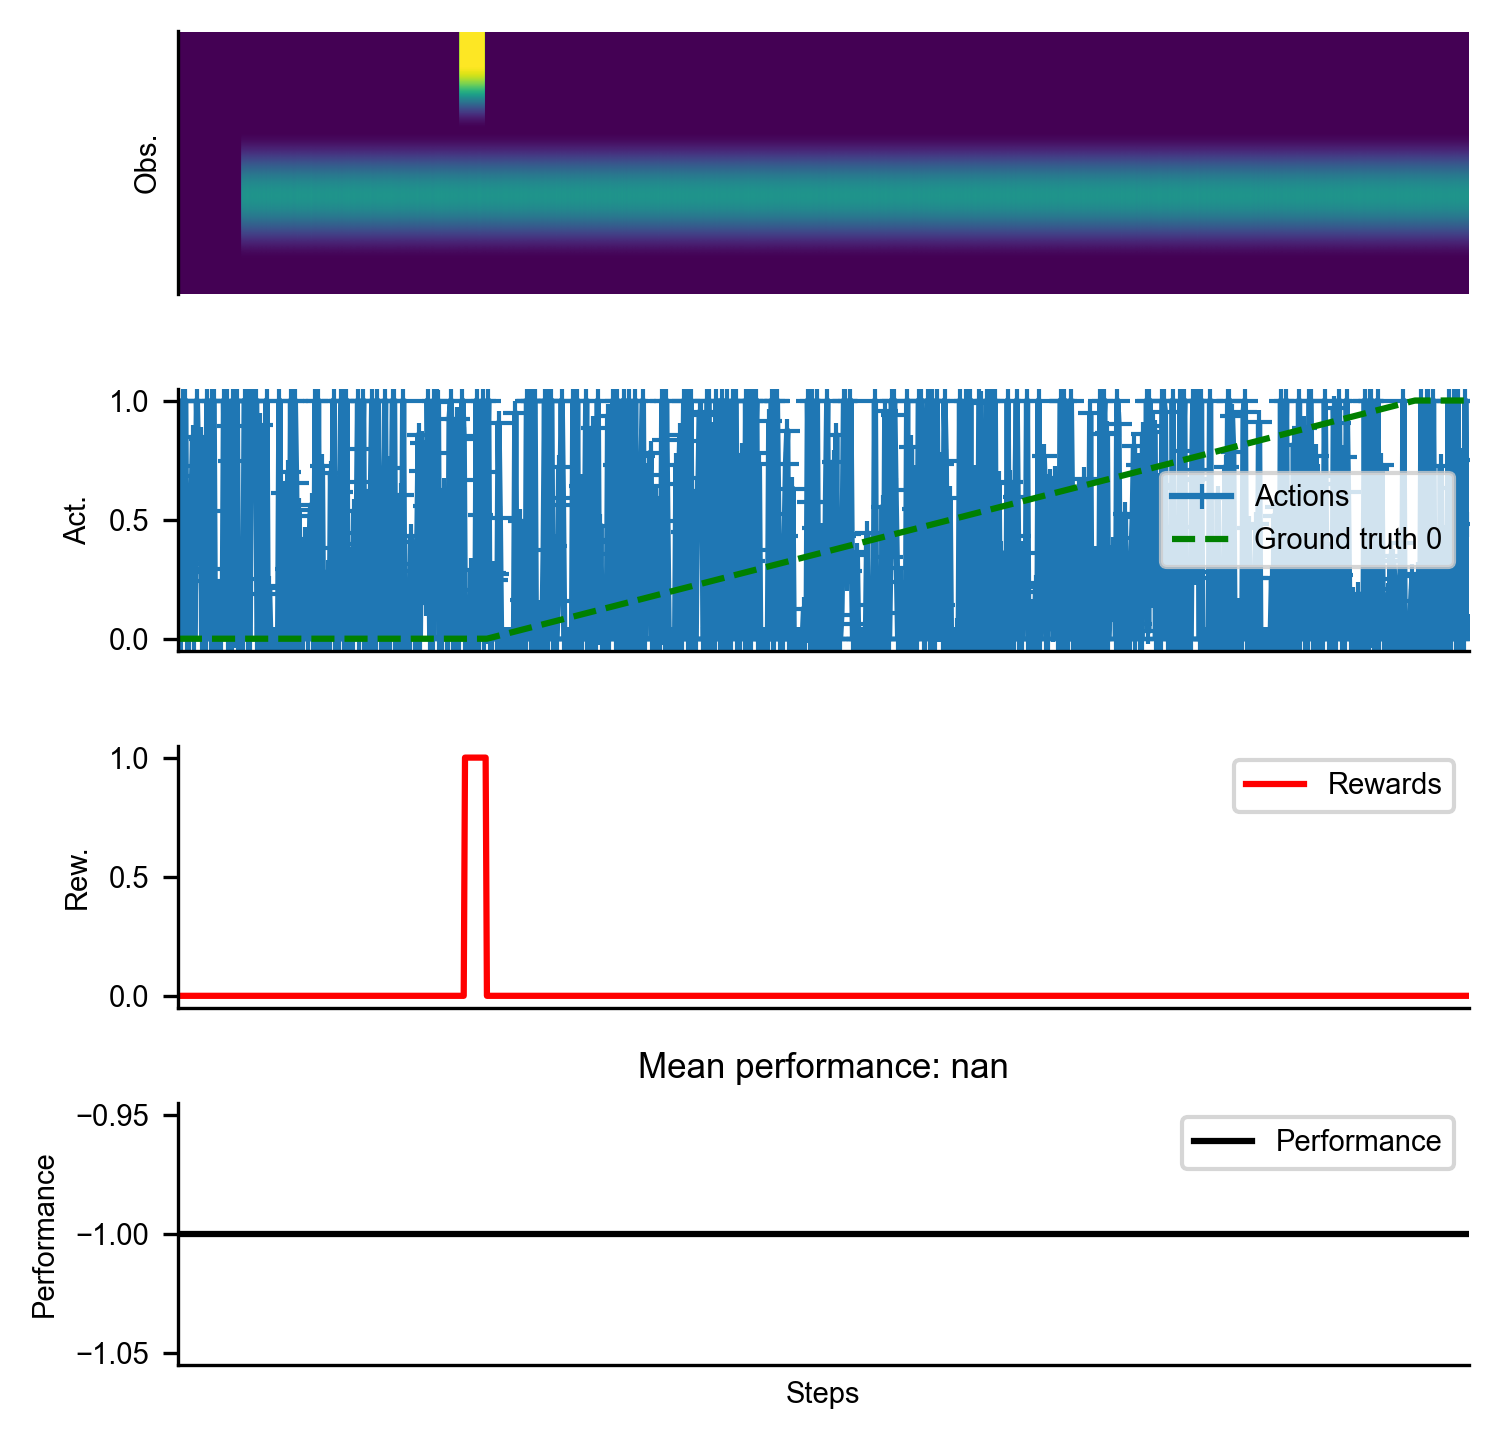 Obs.
Act.
1.0
0.5
0.0
Actions
Ground truth 0
Rew.
1.0
0.5
0.0
Rewards
Mean performance: nan
Performance
−0.95
−1.00
−1.05
Performance
Steps